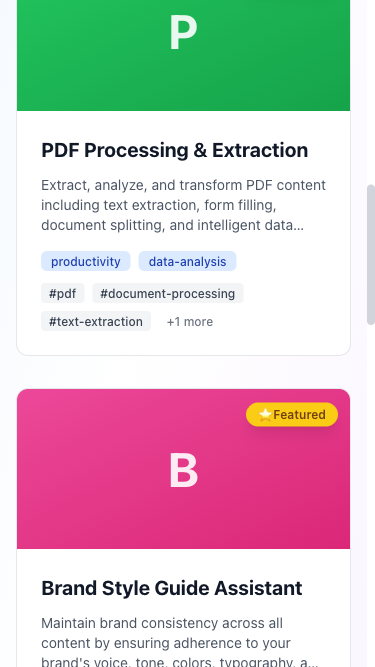 P
PDF Processing & Extraction
Extract, analyze, and transform PDF content
including text extraction, form filling,
document splitting, and intelligent data...
productivity data-analysis
#pdf #document-processing
#text-extraction +1 more
⭐Featured
B
Brand Style Guide Assistant
Maintain brand consistency across all
content by ensuring adherence to your
brand's voice, tone, colors, typography, a...